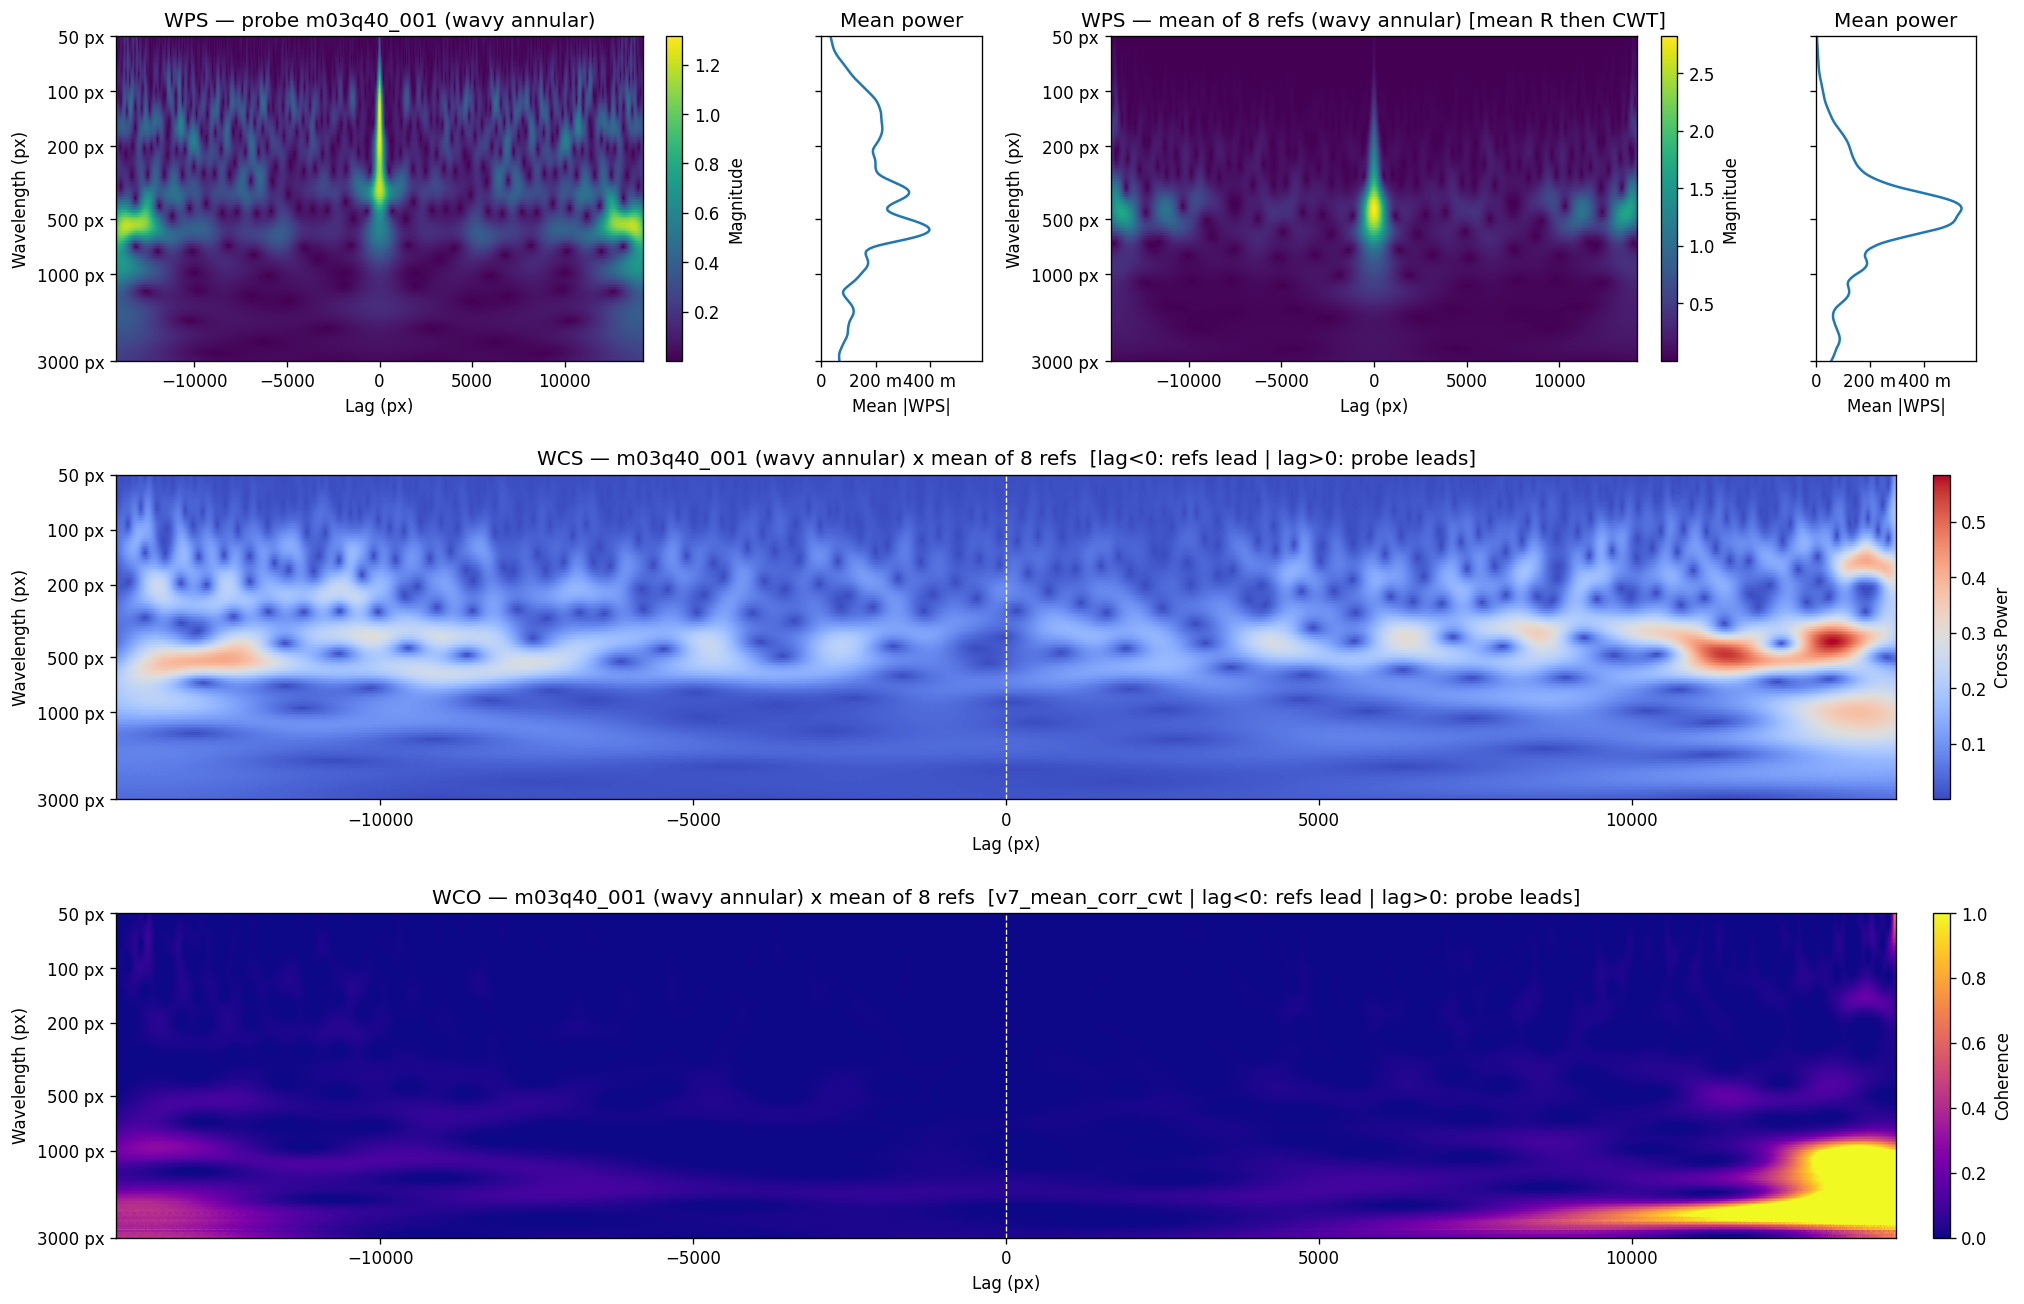 WPS — probe m03q40_001 (wavy annular)
Mean power
WPS — mean of 8 refs (wavy annular) [mean R then CWT]
Mean power
50 px
100 px
200 px
500 px
1000 px
3000 px
Wavelength (px)
−10000 −5000 0 5000 10000
Lag (px)
1.2
1.0
0.8
0.6
0.4
0.2
Magnitude
0 200 m 400 m
Mean |WPS|
50 px
100 px
200 px
500 px
1000 px
3000 px
Wavelength (px)
−10000 −5000 0 5000 10000
Lag (px)
2.5
2.0
1.5
1.0
0.5
Magnitude
0 200 m 400 m
Mean |WPS|
WCS — m03q40_001 (wavy annular) x mean of 8 refs [lag<0: refs lead | lag>0: probe leads]
50 px
100 px
200 px
500 px
1000 px
3000 px
Wavelength (px)
−10000 −5000 0 5000 10000
Lag (px)
0.5
0.4
0.3
0.2
0.1
Cross Power
WCO — m03q40_001 (wavy annular) x mean of 8 refs [v7_mean_corr_cwt | lag<0: refs lead | lag>0: probe leads]
50 px
100 px
200 px
500 px
1000 px
3000 px
Wavelength (px)
−10000 −5000 0 5000 10000
Lag (px)
1.0
0.8
0.6
0.4
0.2
0.0
Coherence